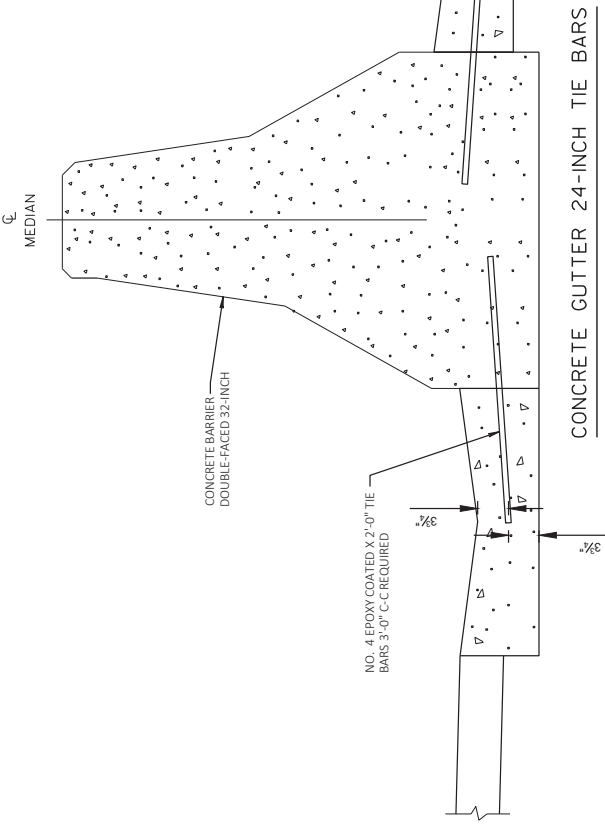 ℄
MEDIAN
CONCRETE BARRIER
DOUBLE-FACED 32-INCH
NO. 4 EPOXY COATED X 2'-0" TIE
BARS 3'-0" C-C REQUIRED
3¾"
3¾"
CONCRETE GUTTER 24-INCH TIE BARS